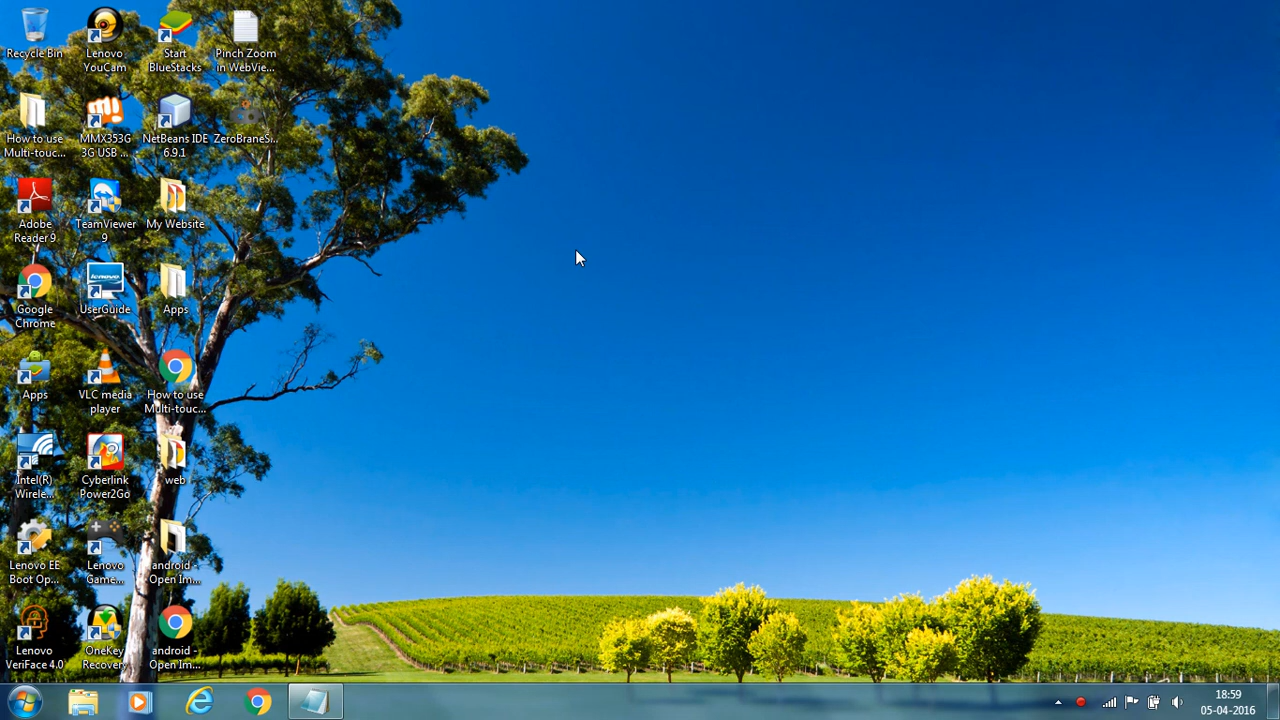 Recycle Bin
Lenovo
YouCam
Start
BlueStacks
Pinch Zoom
in WebVie...
How to use
Multi-touc...
MMX353G
3G USB ...
NetBeans IDE
6.9.1
ZeroBraneS...
Adobe
Reader 9
TeamViewer
9
My Website
Google
Chrome
lenovo
UserGuide
Apps
Apps
VLC media
player
How to use
Multi-touc...
Intel(R)
Wirele...
Cyberlink
Power2Go
web
Lenovo EE
Boot Op...
Lenovo
Game...
android -
Open Im...
Lenovo
VeriFace 4.0
OneKey
Recovery
android -
Open Im...
18:59
05-04-2016